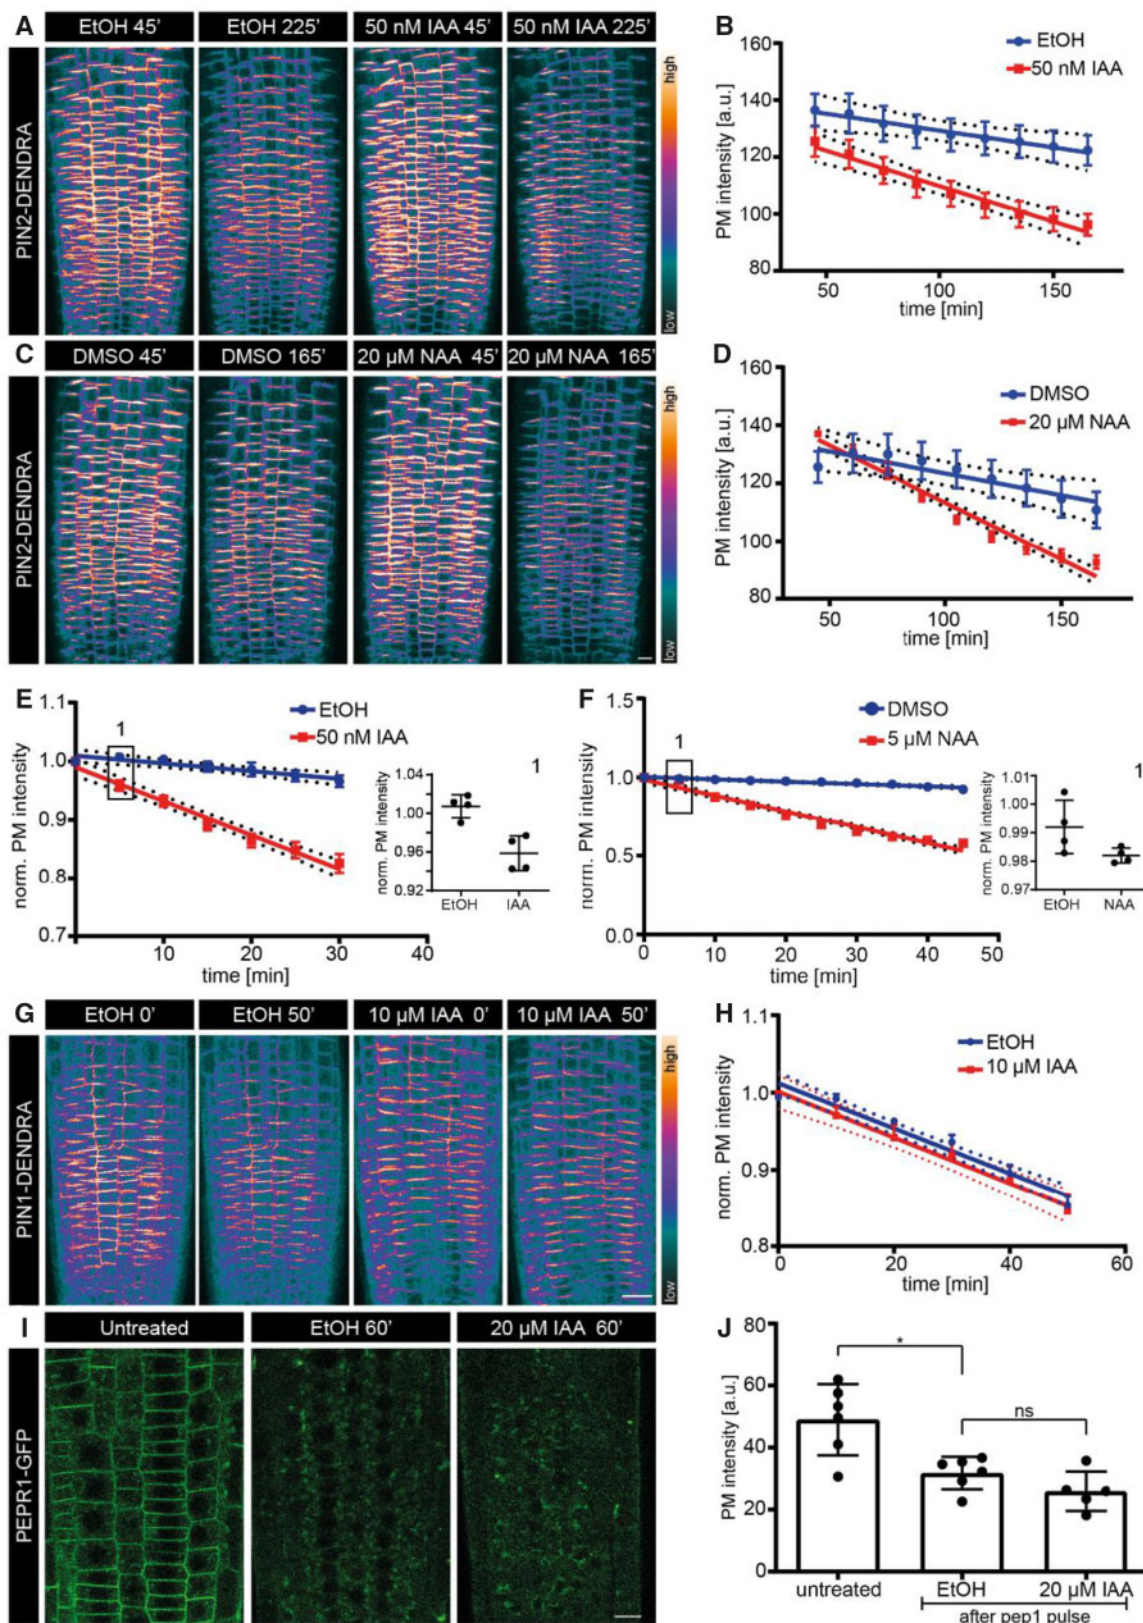 A
EtOH 45' EtOH 225' 50 nM IAA 45' 50 nM IAA 225'
PIN2-DENDRA
high
low
B
EtOH
50 nM IAA
PM intensity [a.u.]
160
140
120
100
80
50 100 150
time [min]
C
DMSO 45' DMSO 165' 20 µM NAA 45' 20 µM NAA 165'
PIN2-DENDRA
high
low
D
DMSO
20 µM NAA
PM intensity [a.u.]
160
140
120
100
80
50 100 150
time [min]
E
EtOH
50 nM IAA
norm. PM intensity
1.1
1.0
0.9
0.8
0.7
0 10 20 30 40
time [min]
1
1
norm. PM intensity
1.04
1.00
0.96
0.92
EtOH IAA
F
DMSO
5 µM NAA
norm. PM intensity
1.5
1.0
0.5
0.0
0 10 20 30 40 50
time [min]
1
1
norm. PM intensity
1.01
1.00
0.99
0.98
0.97
EtOH NAA
G
EtOH 0' EtOH 50' 10 µM IAA 0' 10 µM IAA 50'
PIN1-DENDRA
high
low
H
EtOH
10 µM IAA
norm. PM intensity
1.1
1.0
0.9
0.8
0 20 40 60
time [min]
I
Untreated EtOH 60' 20 µM IAA 60'
PEPR1-GFP
J
PM intensity [a.u.]
80
60
40
20
0
*
ns
untreated EtOH 20 µM IAA
after pep1 pulse